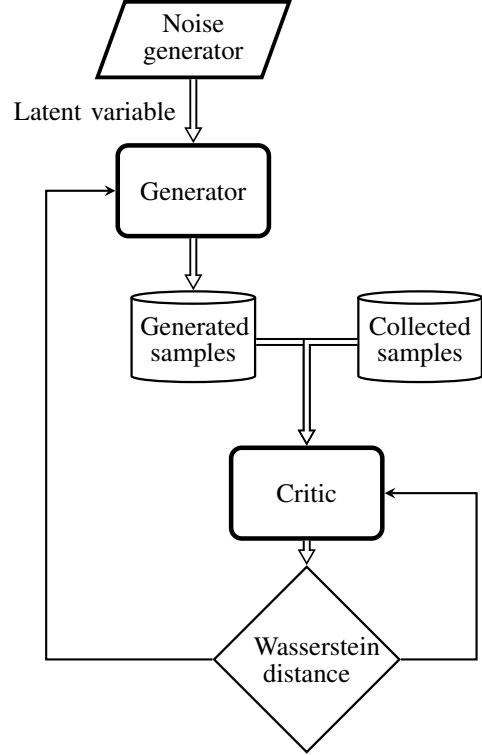 Noise
generator
Latent variable
Generator
Generated
samples
Collected
samples
Critic
Wasserstein
distance